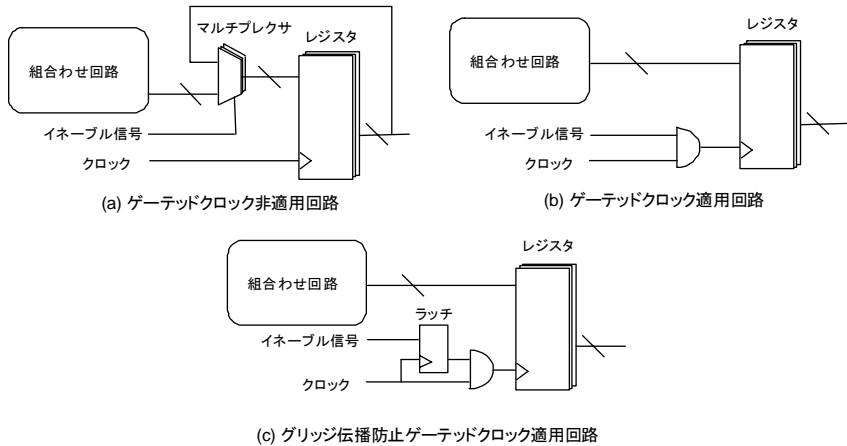 マルチプレクサ
レジスタ
組合わせ回路
イネーブル信号
クロック
(a) ゲーテッドクロック非適用回路
レジスタ
組合わせ回路
イネーブル信号
クロック
(b) ゲーテッドクロック適用回路
レジスタ
組合わせ回路
ラッチ
イネーブル信号
クロック
(c) グリッジ伝播防止ゲーテッドクロック適用回路